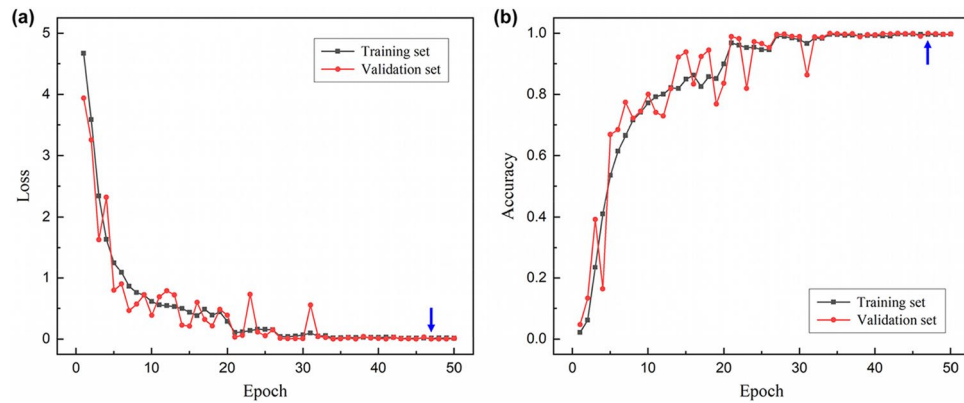 (a)
5
4
3
2
1
0
Loss
0 10 20 30 40 50
Epoch
Training set
Validation set
(b)
1.0
0.8
0.6
0.4
0.2
0.0
Accuracy
0 10 20 30 40 50
Epoch
Training set
Validation set